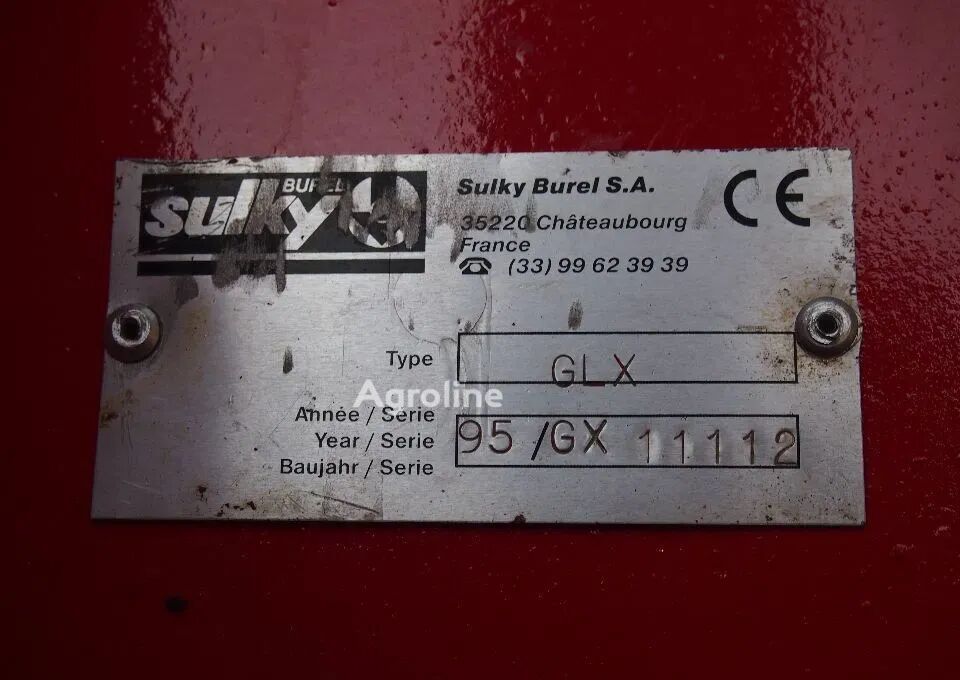 BUREL
sulky
Sulky Burel S.A.
35220 Châteaubourg
France
☎ (33) 99 62 39 39
CE
Type GLX
Agroline
Année / Serie
Year / Serie 95/GX 11112
Baujahr / Serie